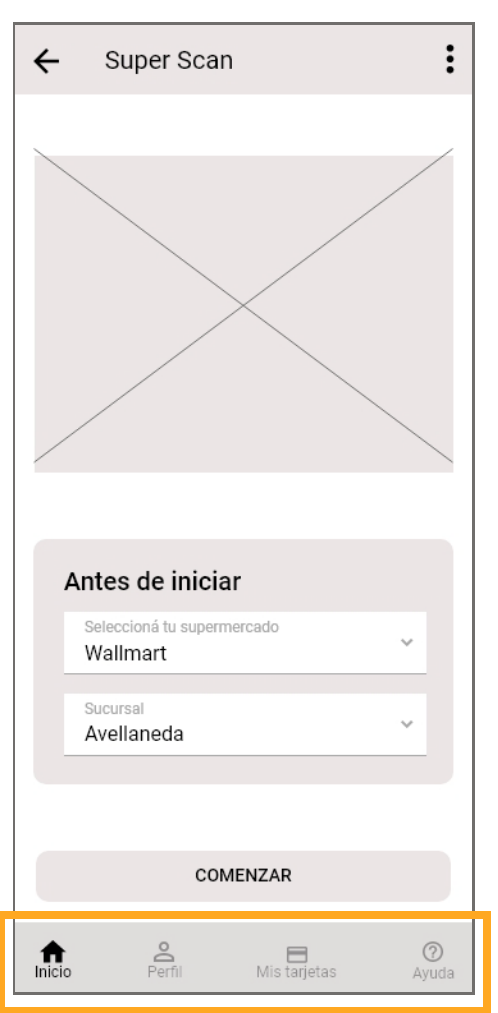 Super Scan
Antes de iniciar
Seleccioná tu supermercado
Wallmart
Sucursal
Avellaneda
COMENZAR
Inicio
Perfil
Mis tarjetas
Ayuda